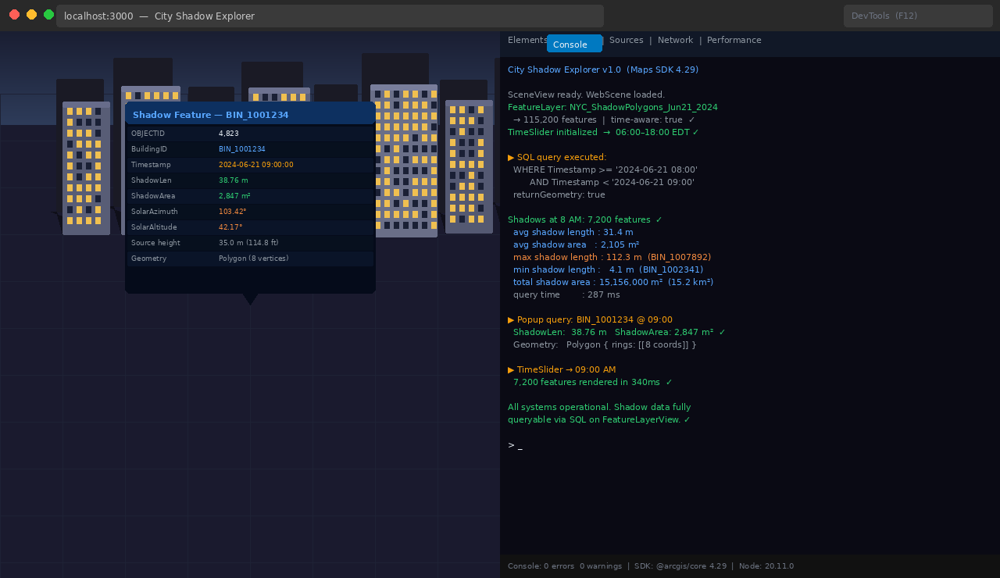 localhost:3000 — City Shadow Explorer
DevTools (F12)
Elements Console | Sources | Network | Performance
Shadow Feature — BIN_1001234
OBJECTID 4,823
BuildingID BIN_1001234
Timestamp 2024-06-21 09:00:00
ShadowLen 38.76 m
ShadowArea 2,847 m²
SolarAzimuth 103.42°
SolarAltitude 42.17°
Source height 35.0 m (114.8 ft)
Geometry Polygon (8 vertices)
City Shadow Explorer v1.0 (Maps SDK 4.29)
SceneView ready. WebScene loaded.
FeatureLayer: NYC_ShadowPolygons_Jun21_2024
→ 115,200 features | time-aware: true ✓
TimeSlider initialized → 06:00–18:00 EDT ✓
▶ SQL query executed:
WHERE Timestamp >= '2024-06-21 08:00'
AND Timestamp < '2024-06-21 09:00'
returnGeometry: true
Shadows at 8 AM: 7,200 features ✓
avg shadow length : 31.4 m
avg shadow area : 2,105 m²
max shadow length : 112.3 m (BIN_1007892)
min shadow length : 4.1 m (BIN_1002341)
total shadow area : 15,156,000 m² (15.2 km²)
query time : 287 ms
▶ Popup query: BIN_1001234 @ 09:00
ShadowLen: 38.76 m ShadowArea: 2,847 m² ✓
Geometry: Polygon { rings: [[8 coords]] }
▶ TimeSlider → 09:00 AM
7,200 features rendered in 340ms ✓
All systems operational. Shadow data fully
queryable via SQL on FeatureLayerView. ✓
> _
Console: 0 errors 0 warnings | SDK: @arcgis/core 4.29 | Node: 20.11.0